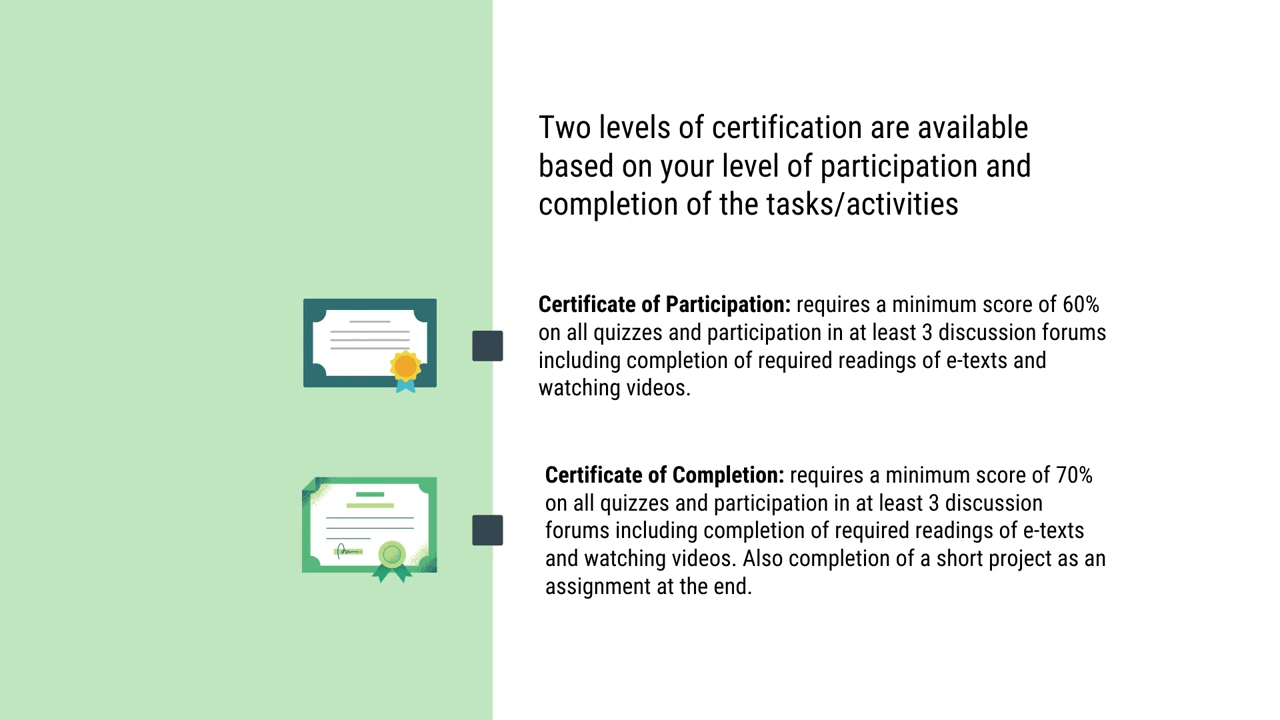 Two levels of certification are available
based on your level of participation and
completion of the tasks/activities
Certificate of Participation: requires a minimum score of 60%
on all quizzes and participation in at least 3 discussion forums
including completion of required readings of e-texts and
watching videos.
Certificate of Completion: requires a minimum score of 70%
on all quizzes and participation in at least 3 discussion
forums including completion of required readings of e-texts
and watching videos. Also completion of a short project as an
assignment at the end.